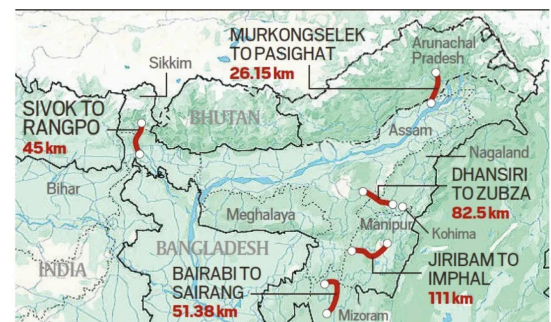 MURKONGSELEK
TO PASIGHAT
26.15 km
Arunachal
Pradesh
Sikkim
SIVOK TO
RANGPO
45 km
BHUTAN
Assam
Nagaland
DHANSIRI
TO ZUBZA
82.5 km
Bihar
Meghalaya
Manipur
Kohima
BANGLADESH
INDIA
BAIRABI TO
SAIRANG
51.38 km
JIRIBAM TO
IMPHAL
111 km
Mizoram